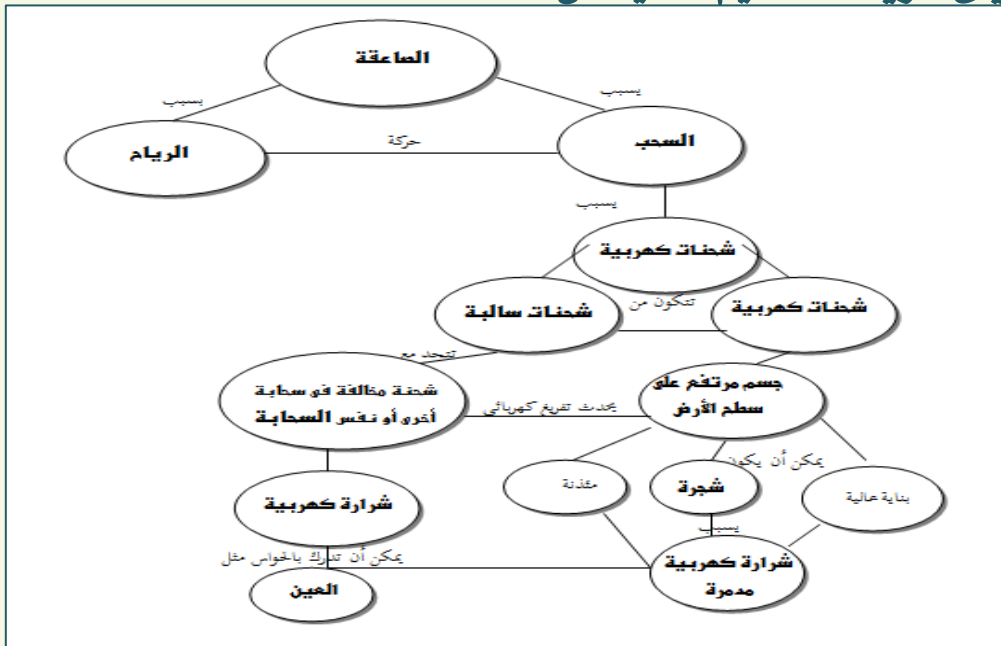 الصاعقة
يسبب
بسبب
السحب
حركة
الرياح
يسبب
شحنات كهربية
شحنات كهربية
تتكون من
شحنات سالبة
تتحد مع
جسم مرتفع على
سطح الأرض
شحنة مخالفة فى سحابة
أخرى أو نفس السحابة
يحدث تفريغ كهربائي
يمكن أن يكون
مئذنة
شجرة
بناية عالية
شرارة كهربية
يسبب
شرارة كهربية
مدمرة
يمكن أن تدرك بالحواس مثل
العين